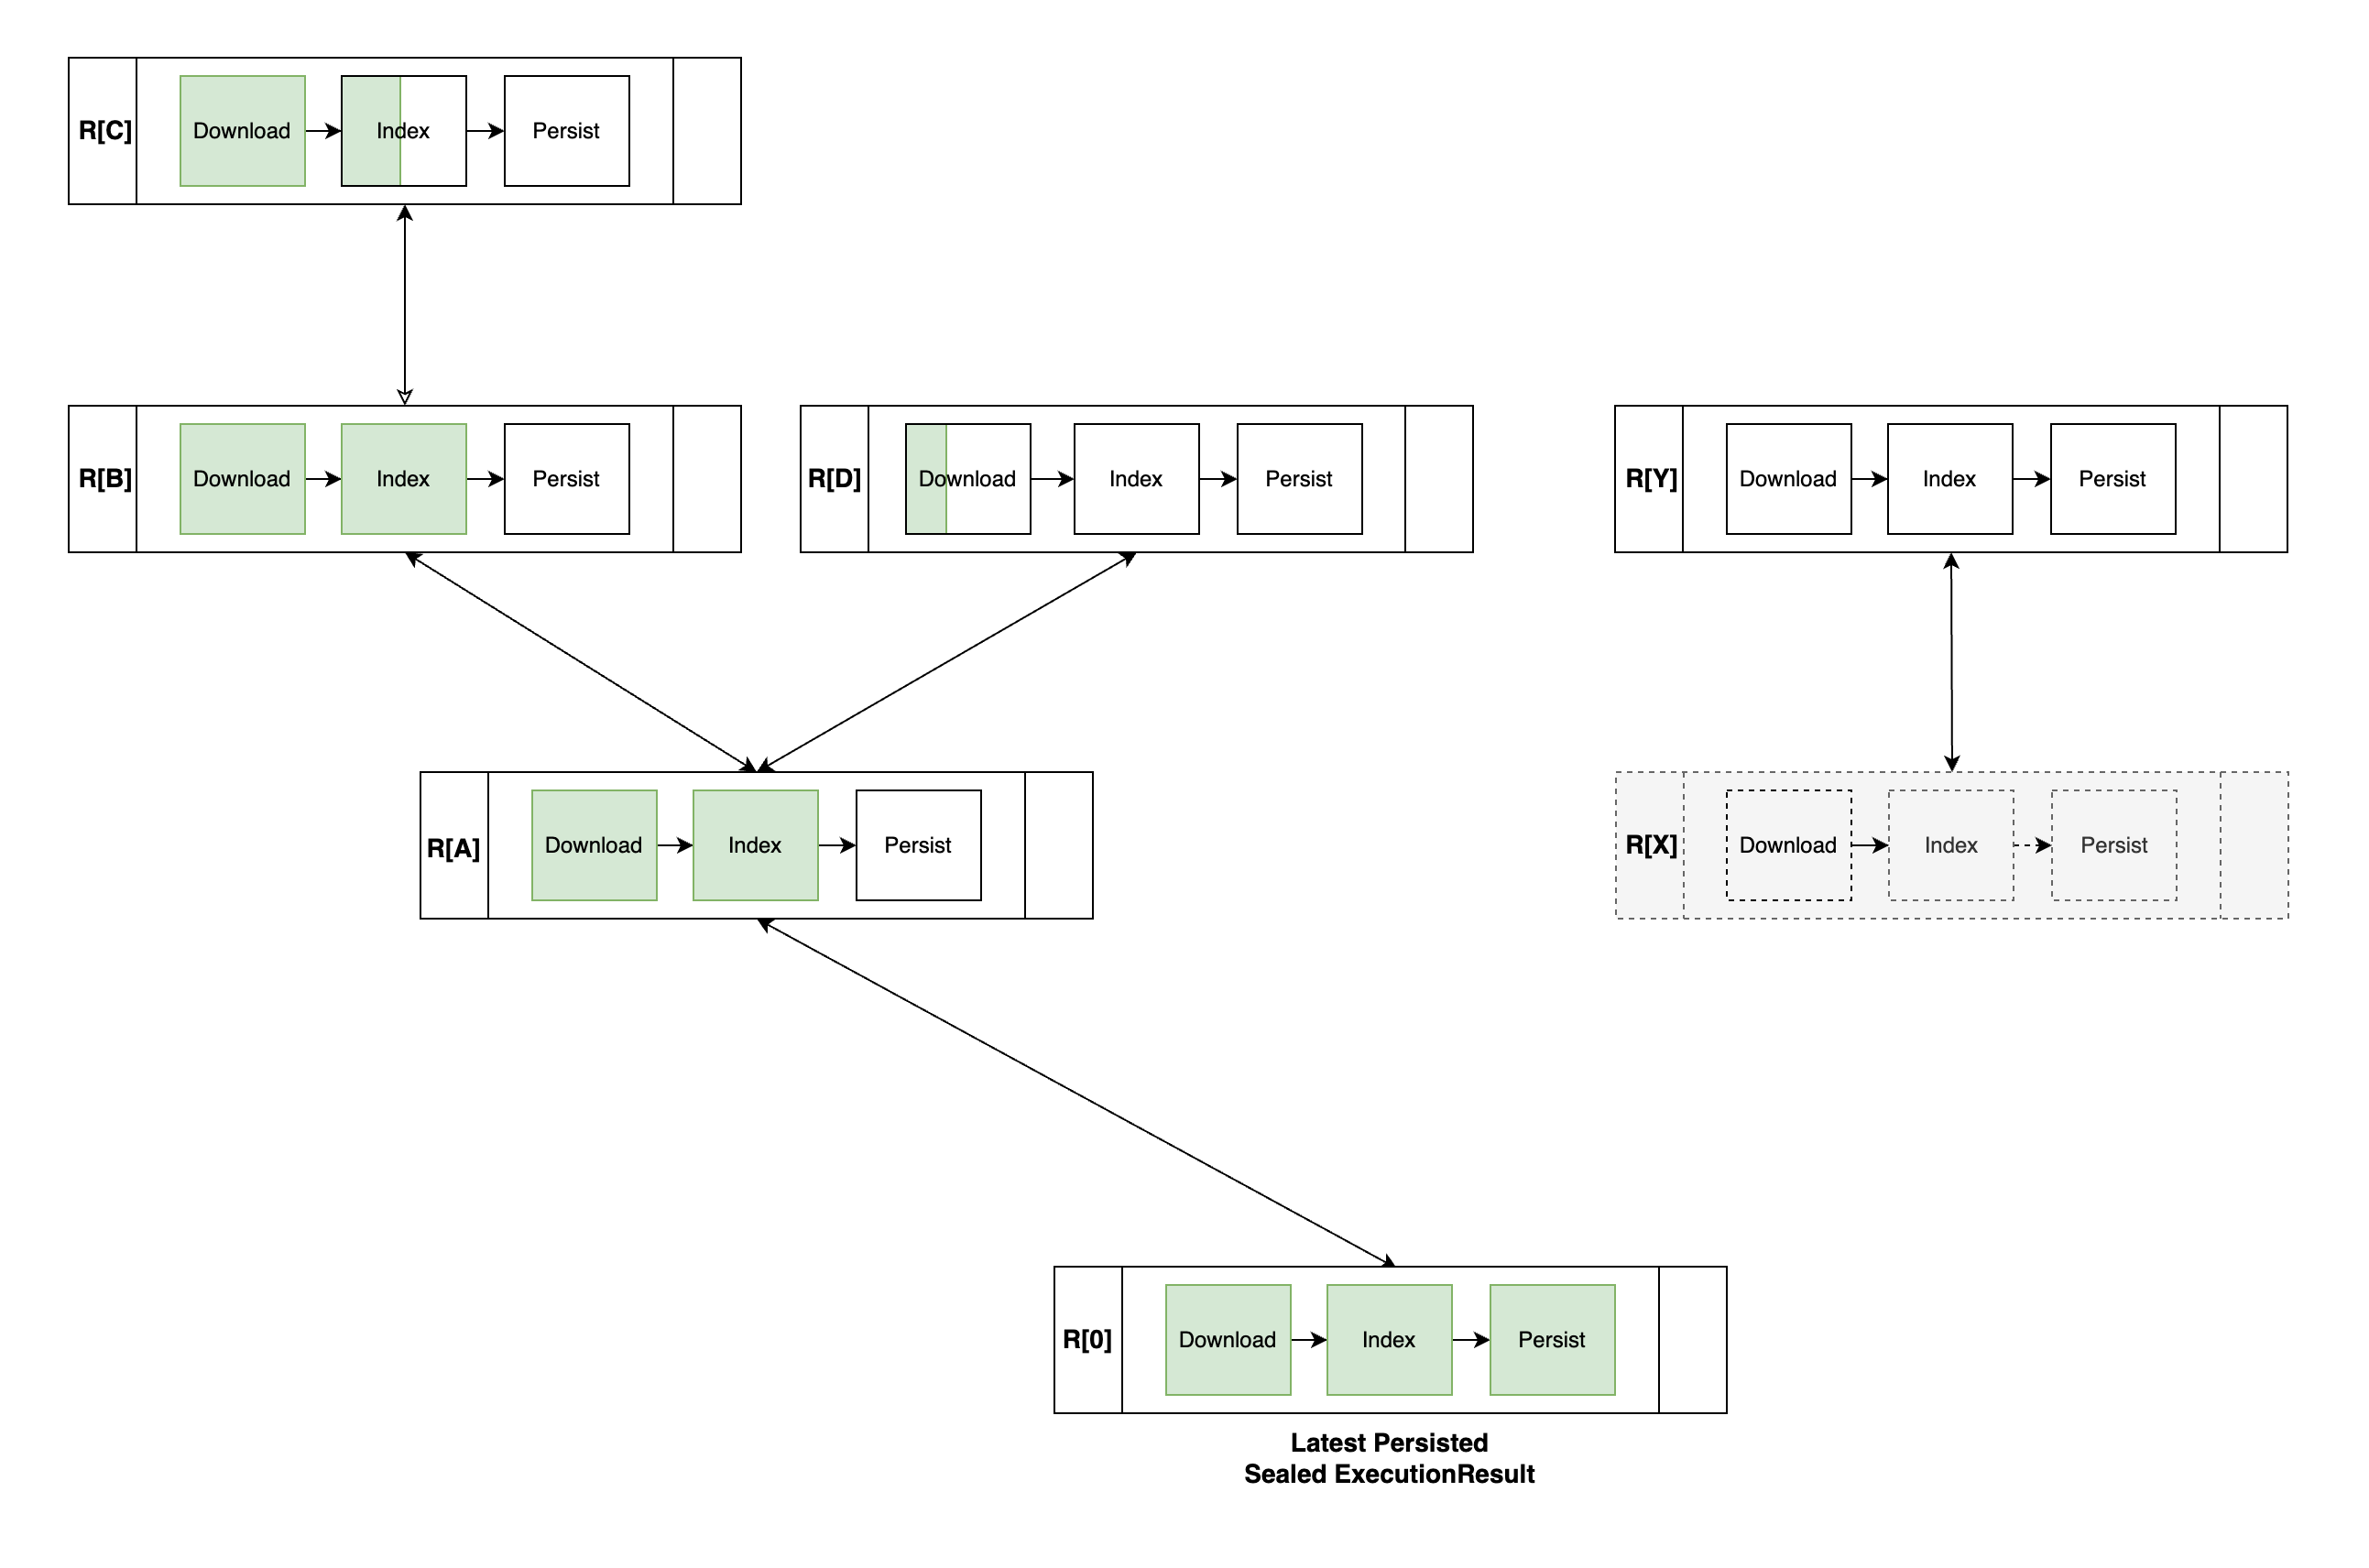 R[C]
Download
Index
Persist
R[B]
Download
Index
Persist
R[D]
Download
Index
Persist
R[Y]
Download
Index
Persist
R[A]
Download
Index
Persist
R[X]
Download
Index
Persist
R[0]
Download
Index
Persist
Latest Persisted
Sealed ExecutionResult